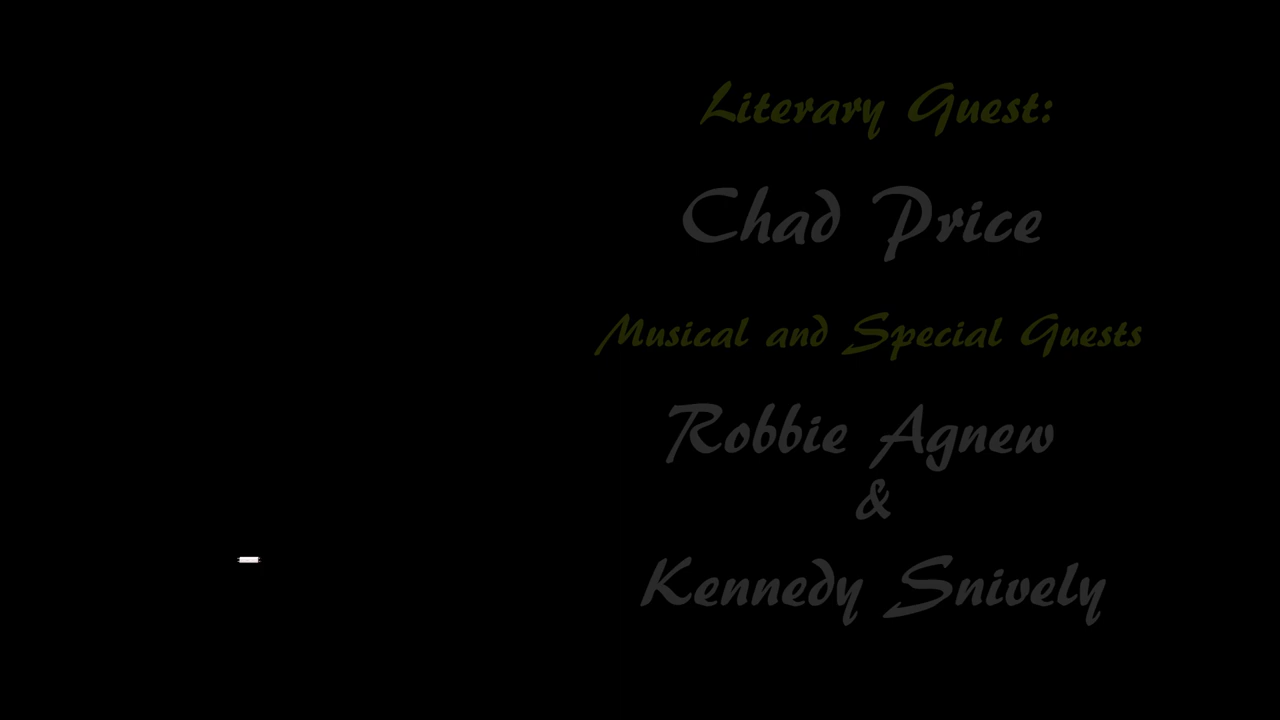 Literary Guest:
Chad Price
Musical and Special Guests
Robbie Agnew
&
Kennedy Snively